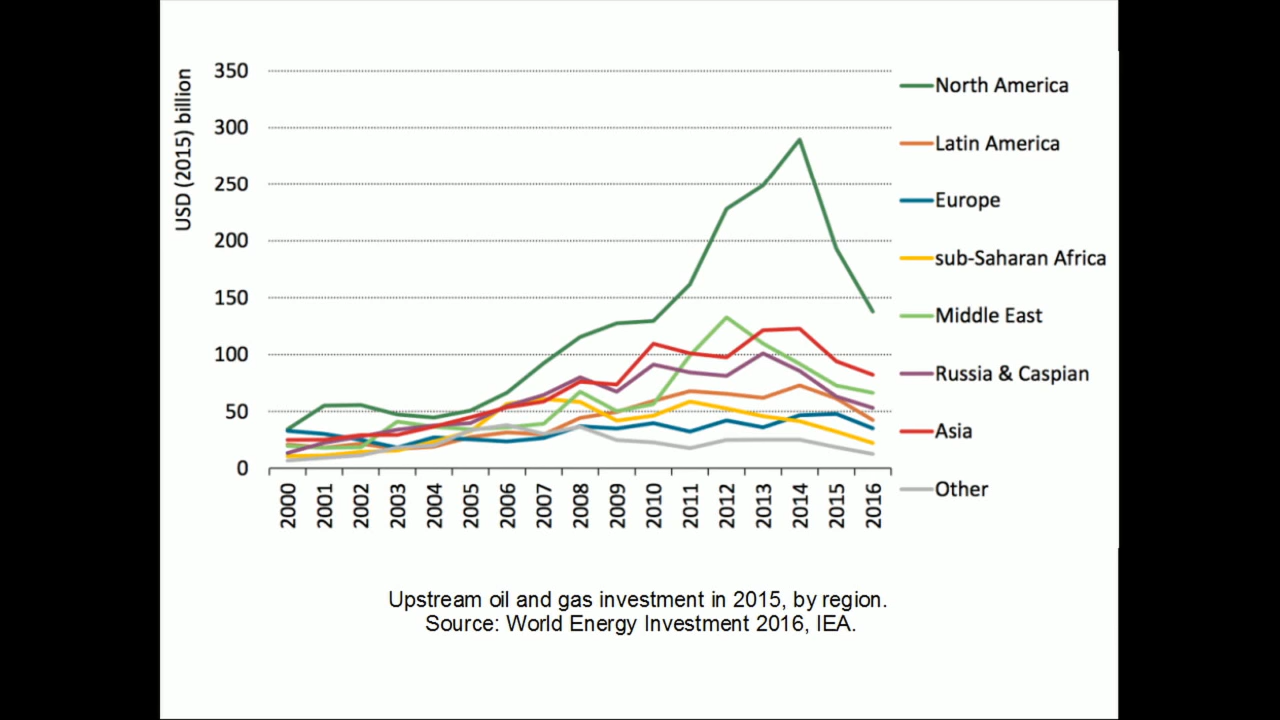 USD (2015) billion
350
300
250
200
150
100
50
0
2000
2001
2002
2003
2004
2005
2006
2007
2008
2009
2010
2011
2012
2013
2014
2015
2016
North America
Latin America
Europe
sub-Saharan Africa
Middle East
Russia & Caspian
Asia
Other
Upstream oil and gas investment in 2015, by region.
Source: World Energy Investment 2016, IEA.